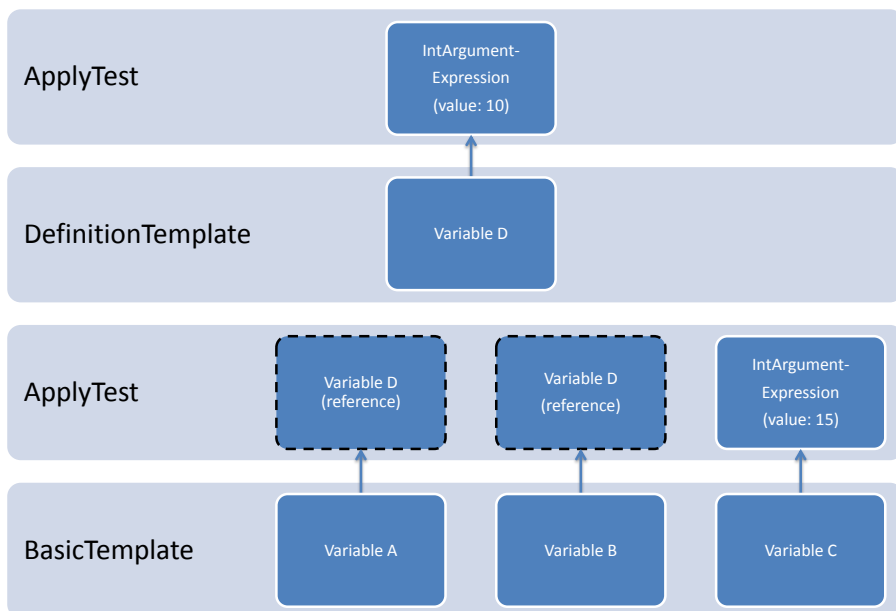 ApplyTest
IntArgument-
Expression
(value: 10)
DefinitionTemplate
Variable D
ApplyTest
Variable D
(reference)
Variable D
(reference)
IntArgument-
Expression
(value: 15)
BasicTemplate
Variable A
Variable B
Variable C